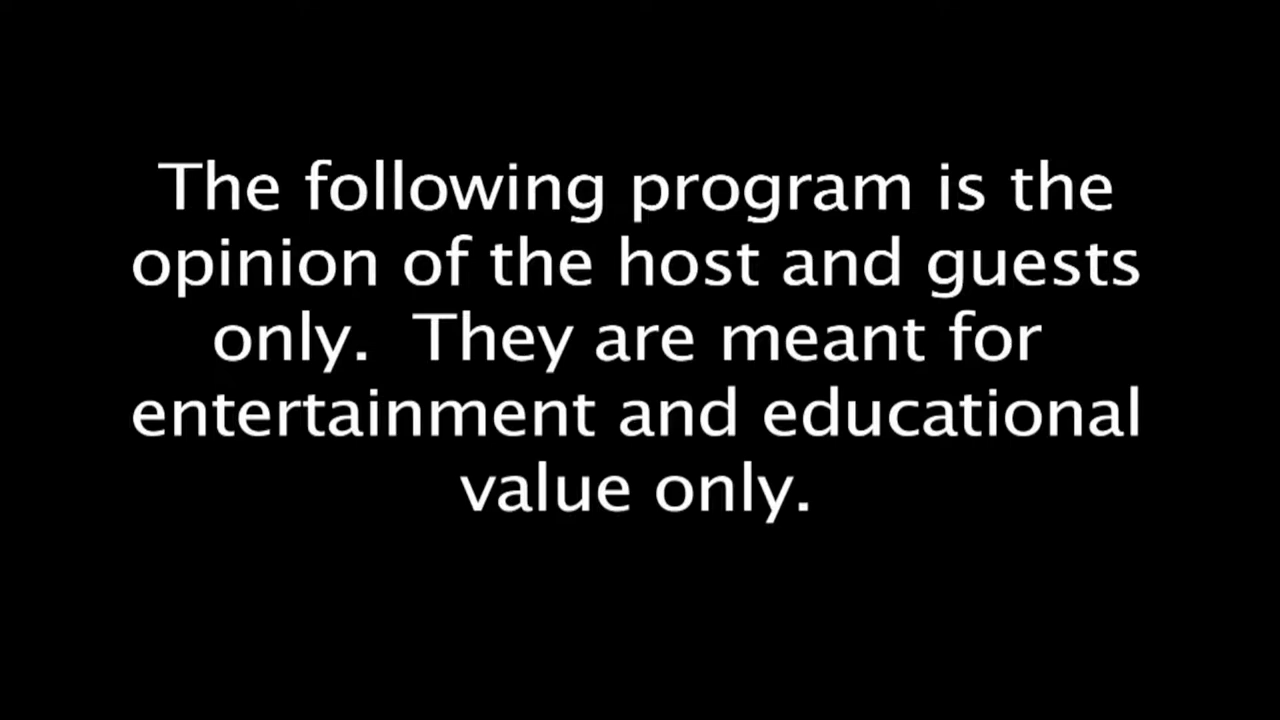 The following program is the
opinion of the host and guests
only.  They are meant for
entertainment and educational
value only.